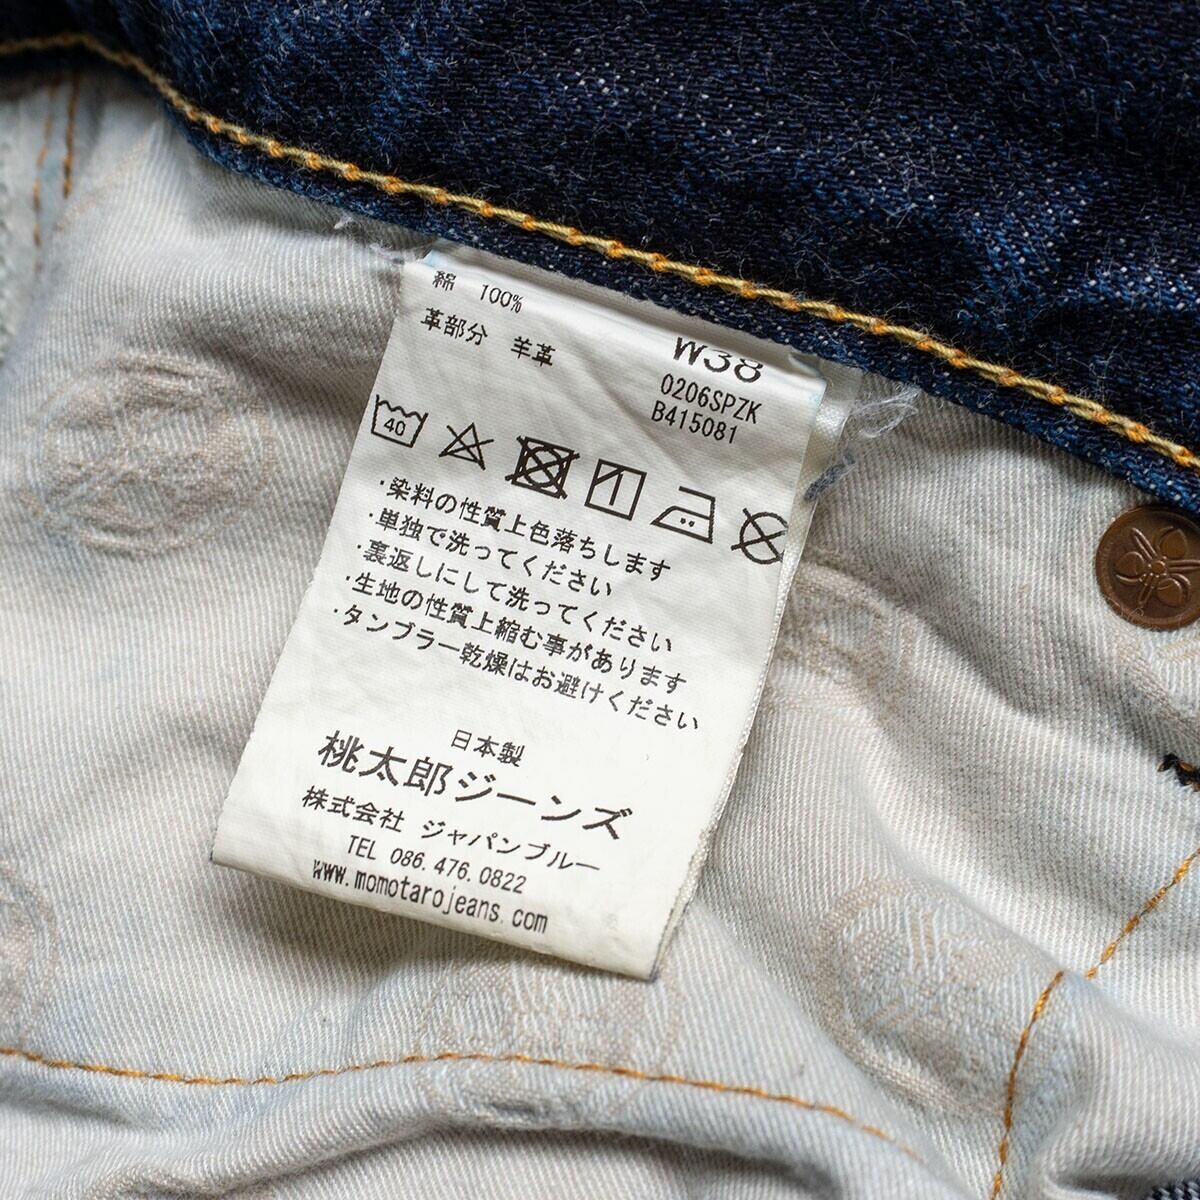 綿 100%
革部分 羊革
W38
0206SPZK
B415081
40
・染料の性質上色落ちします
・単独で洗ってください
・裏返しにして洗ってください
・生地の性質上縮む事があります
・タンブラー乾燥はお避けください
日本製
桃太郎ジーンズ
株式会社 ジャパンブルー
TEL 086.476.0822
www.momotarojeans.com